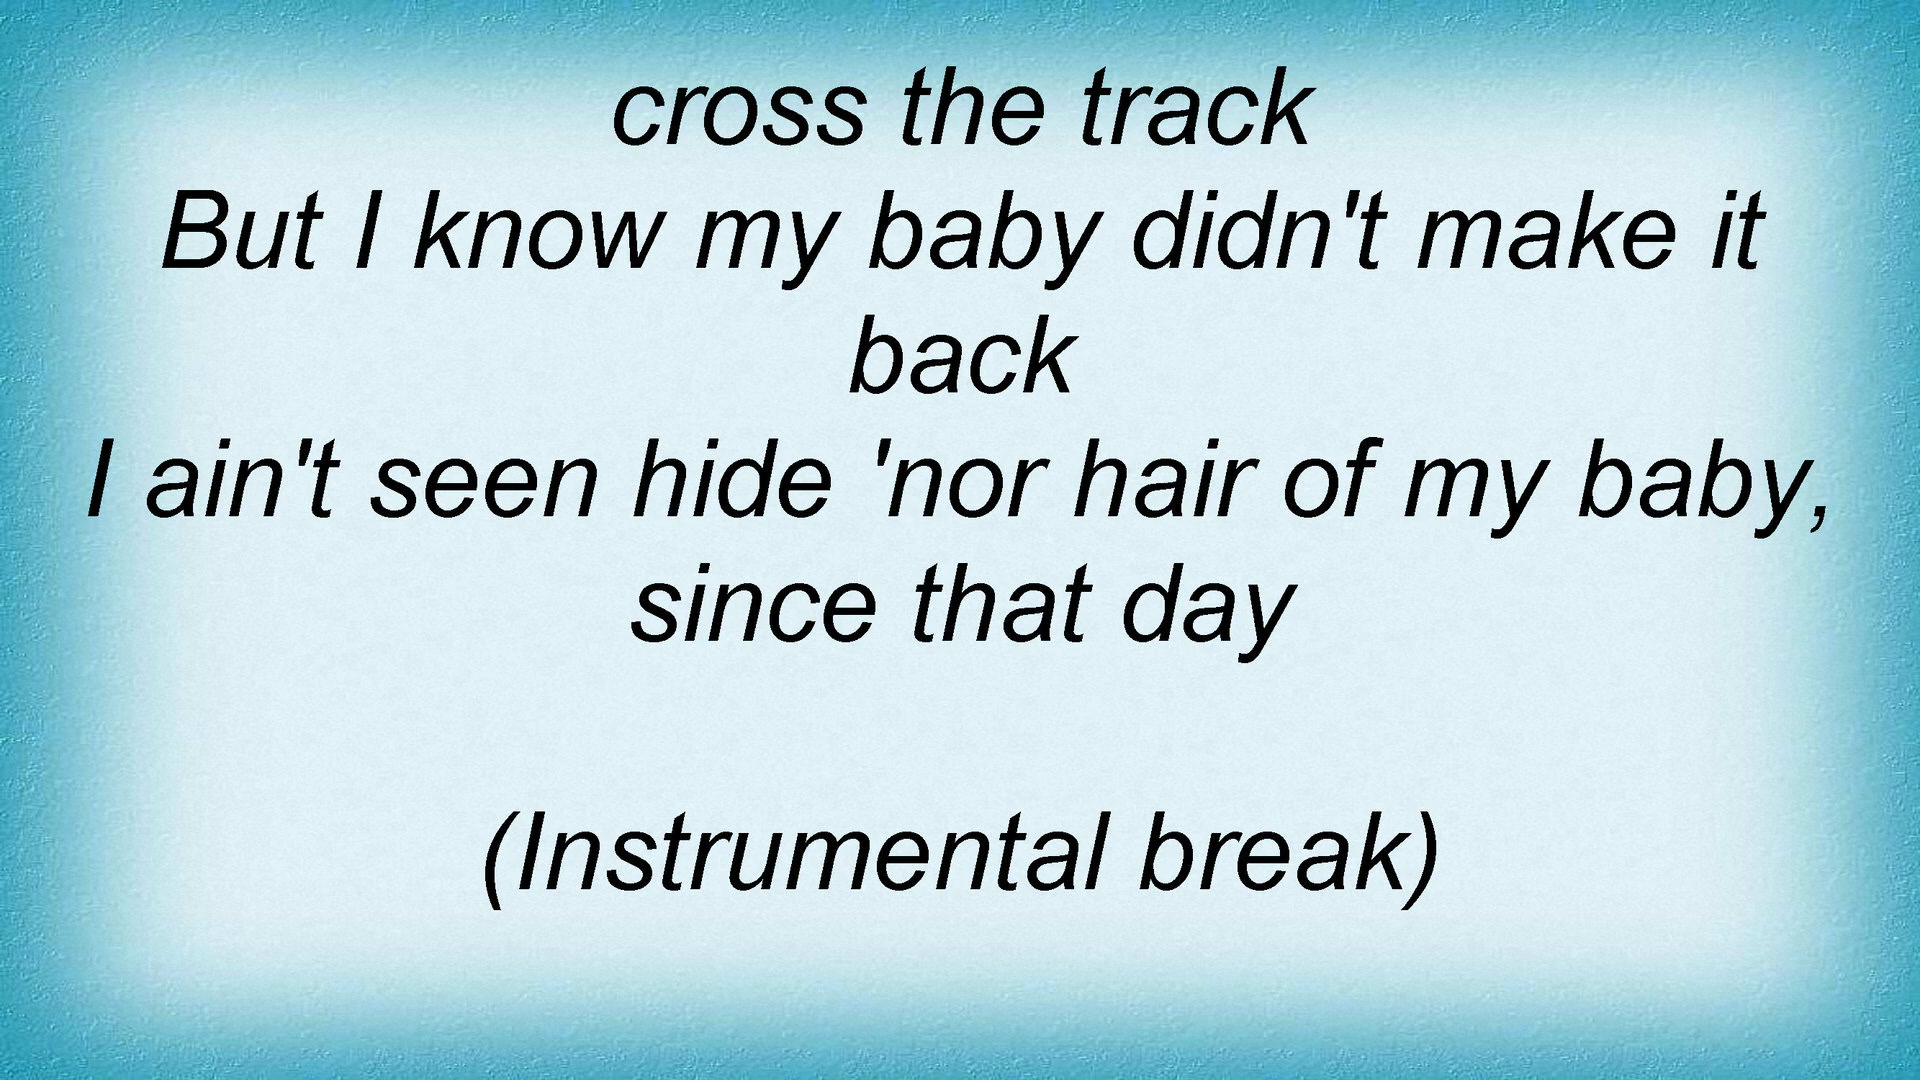 cross the track
But I know my baby didn't make it
back
I ain't seen hide 'nor hair of my baby,
since that day
(Instrumental break)